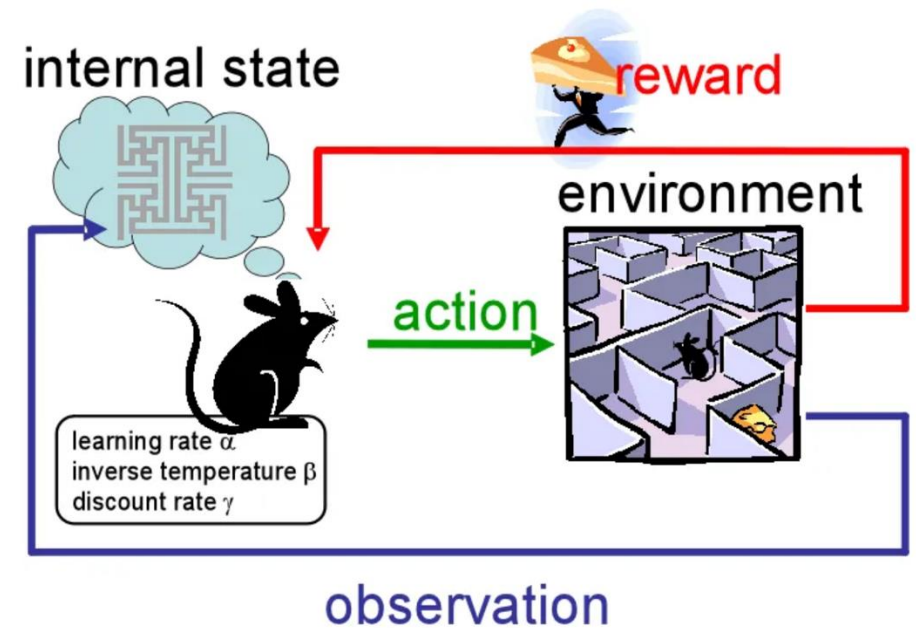 internal state
reward
environment
action
learning rate α
inverse temperature β
discount rate γ
observation